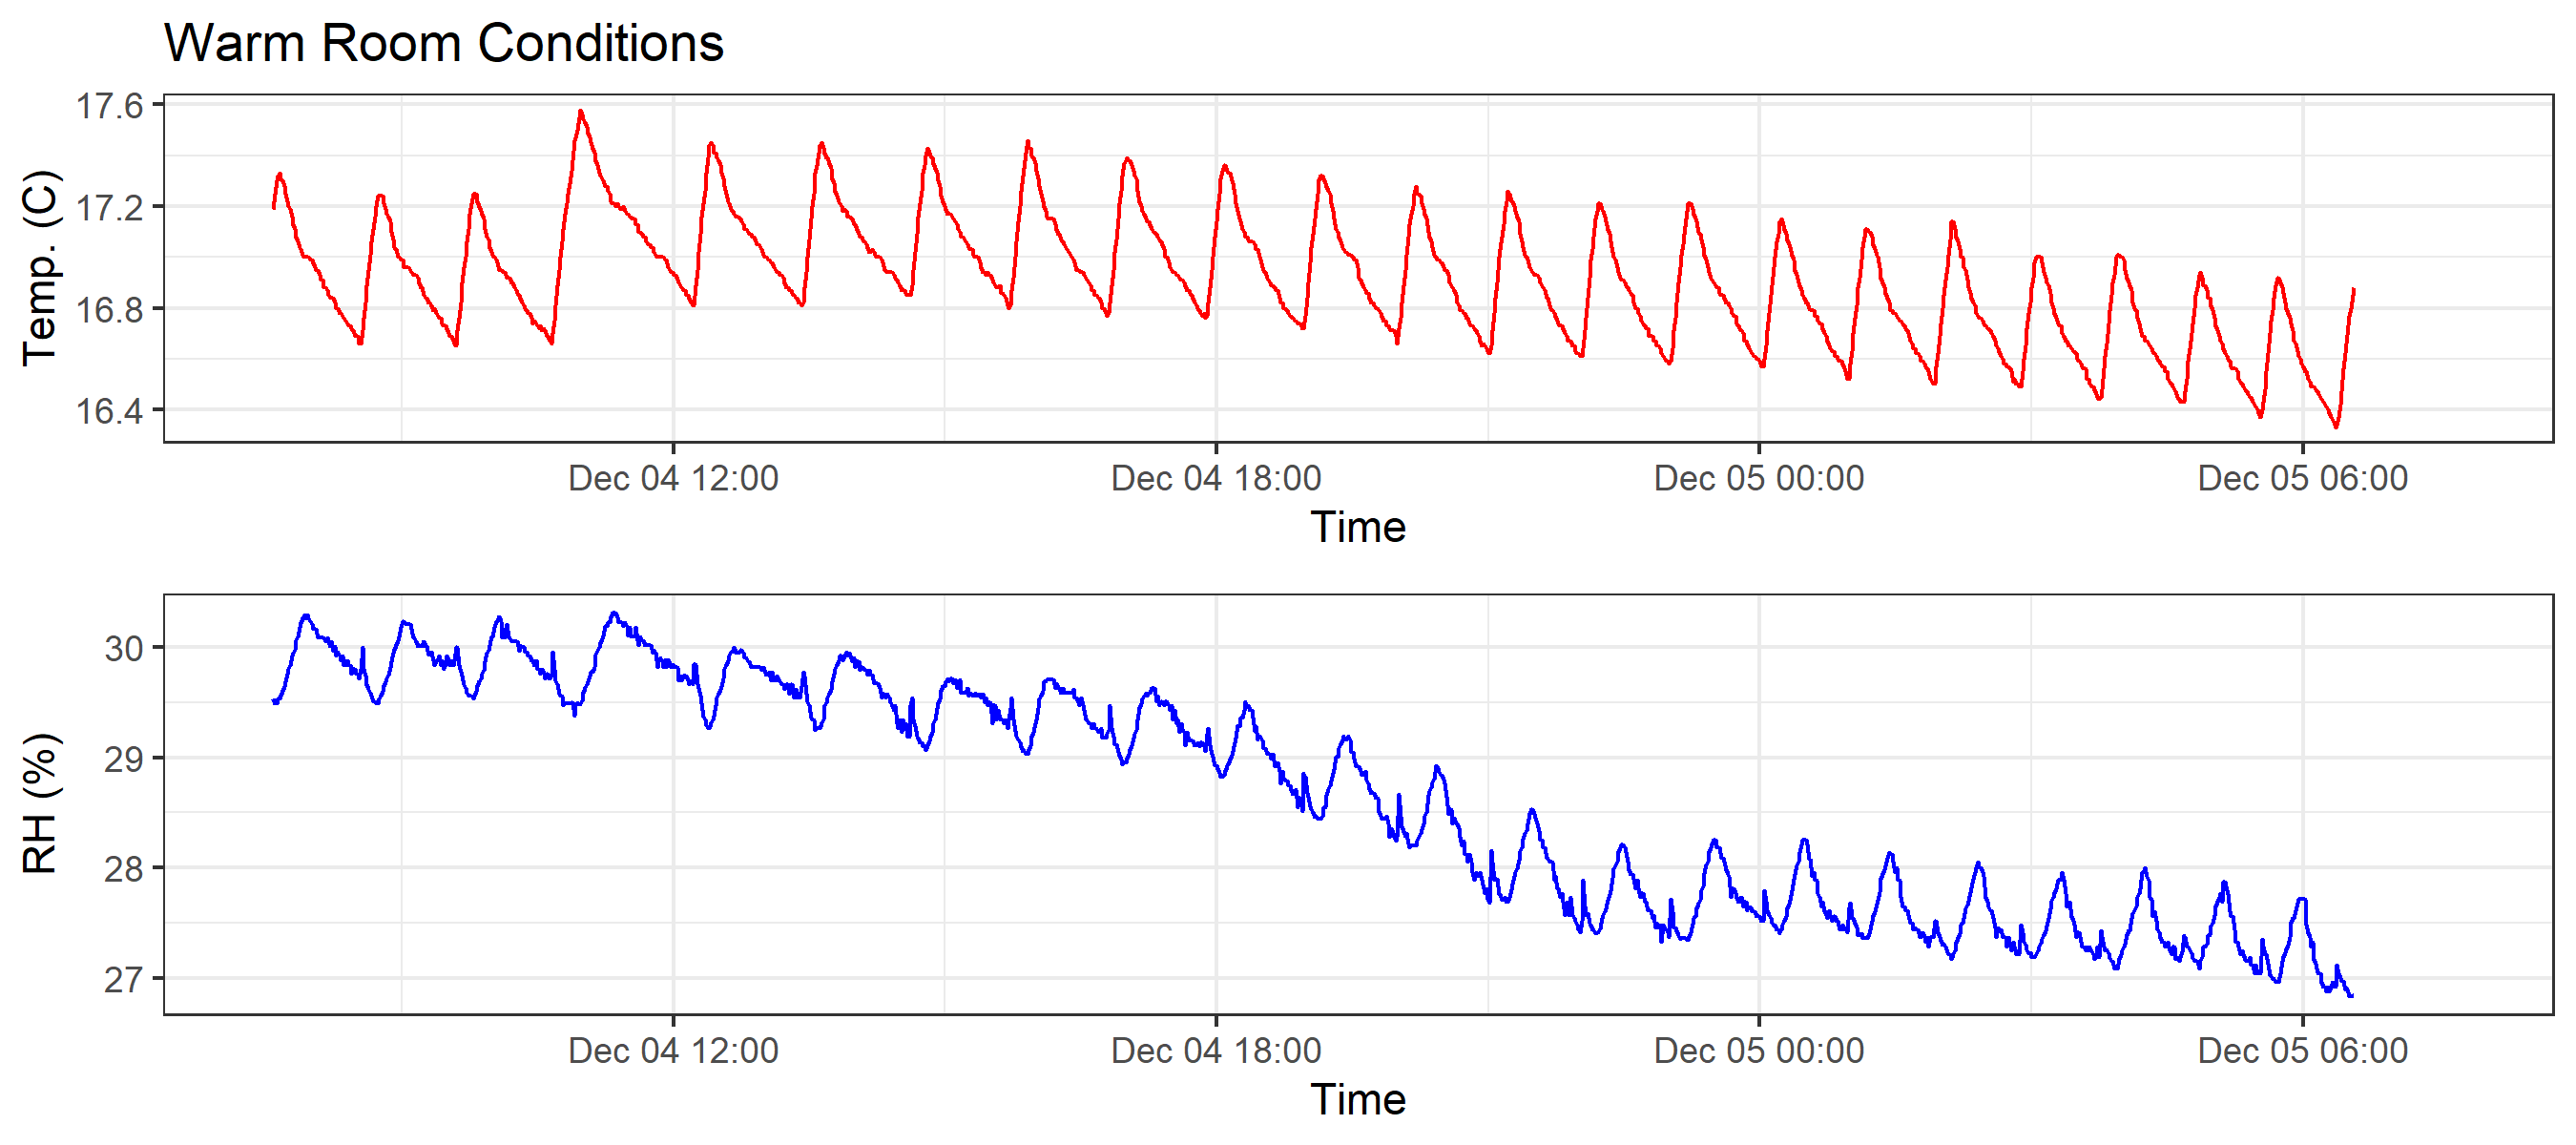 Warm Room Conditions
Temp. (C)
17.6
17.2
16.8
16.4
Dec 04 12:00 Dec 04 18:00 Dec 05 00:00 Dec 05 06:00
Time
RH (%)
30
29
28
27
Dec 04 12:00 Dec 04 18:00 Dec 05 00:00 Dec 05 06:00
Time